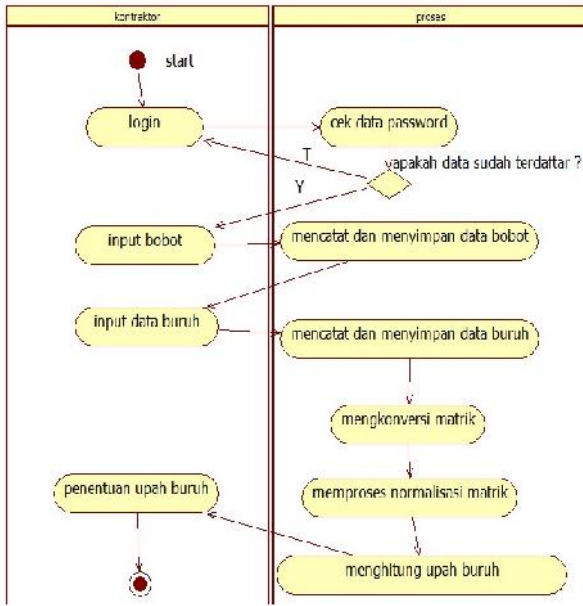 kontraktor
proses
start
login
cek data password
apakah data sudah terdaftar ?
T
Y
input bobot
mencatat dan menyimpan data bobot
input data buruh
mencatat dan menyimpan data buruh
mengkonversi matrik
penentuan upah buruh
memproses normalisasi matrik
menghitung upah buruh